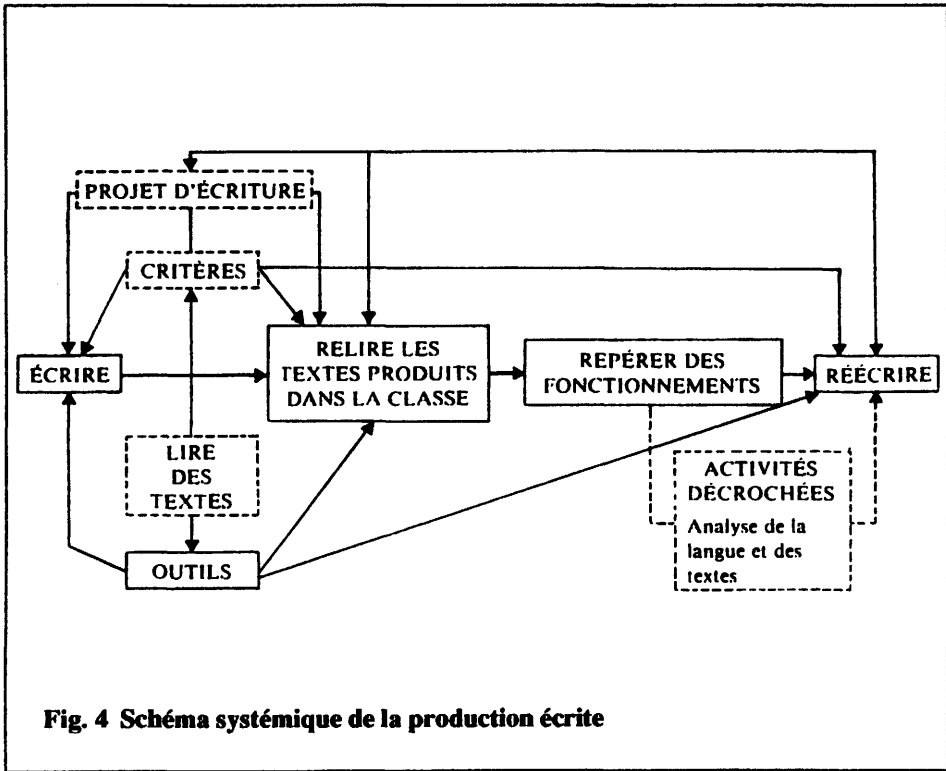 PROJET D'ÉCRITURE
CRITÈRES
ÉCRIRE
RELIRE LES
TEXTES PRODUITS
DANS LA CLASSE
REPÉRER DES
FONCTIONNEMENTS
RÉÉCRIRE
LIRE
DES
TEXTES
ACTIVITÉS
DÉCROCHÉES
Analyse de la
langue et des
textes
OUTILS
Fig. 4 Schéma systémique de la production écrite